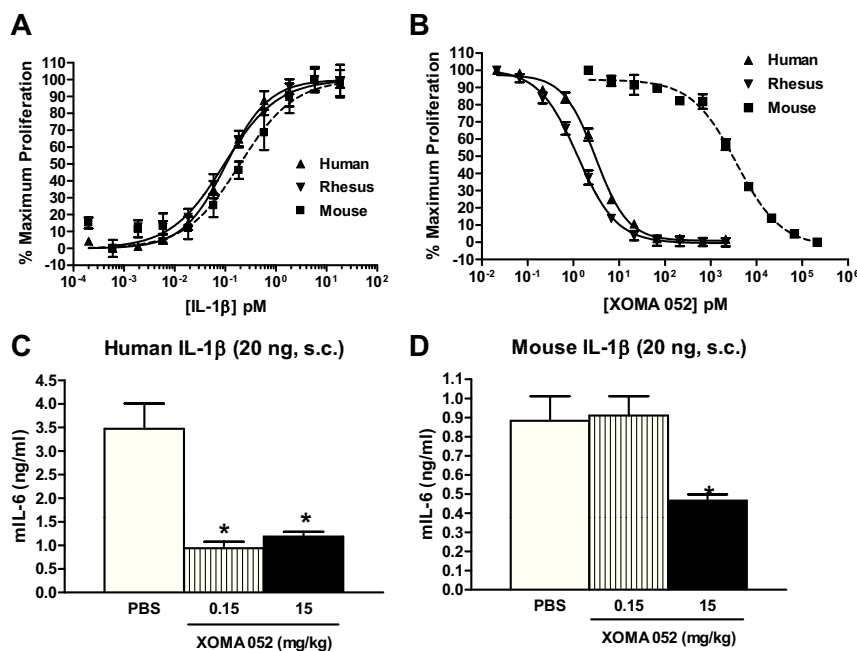 A
% Maximum Proliferation
110
100
90
80
70
60
50
40
30
20
10
0
-10
Human
Rhesus
Mouse
10-4 10-3 10-2 10-1 100 101 102
[IL-1β] pM
B
% Maximum Proliferation
110
100
90
80
70
60
50
40
30
20
10
0
-10
Human
Rhesus
Mouse
10-2 10-1 100 101 102 103 104 105 106
[XOMA 052] pM
C
Human IL-1β (20 ng, s.c.)
mIL-6 (ng/ml)
4.5
4.0
3.5
3.0
2.5
2.0
1.5
1.0
0.5
0.0
* *
PBS 0.15 15
XOMA 052 (mg/kg)
D
Mouse IL-1β (20 ng, s.c.)
mIL-6 (ng/ml)
1.1
1.0
0.9
0.8
0.7
0.6
0.5
0.4
0.3
0.2
0.1
0.0
*
PBS 0.15 15
XOMA 052 (mg/kg)